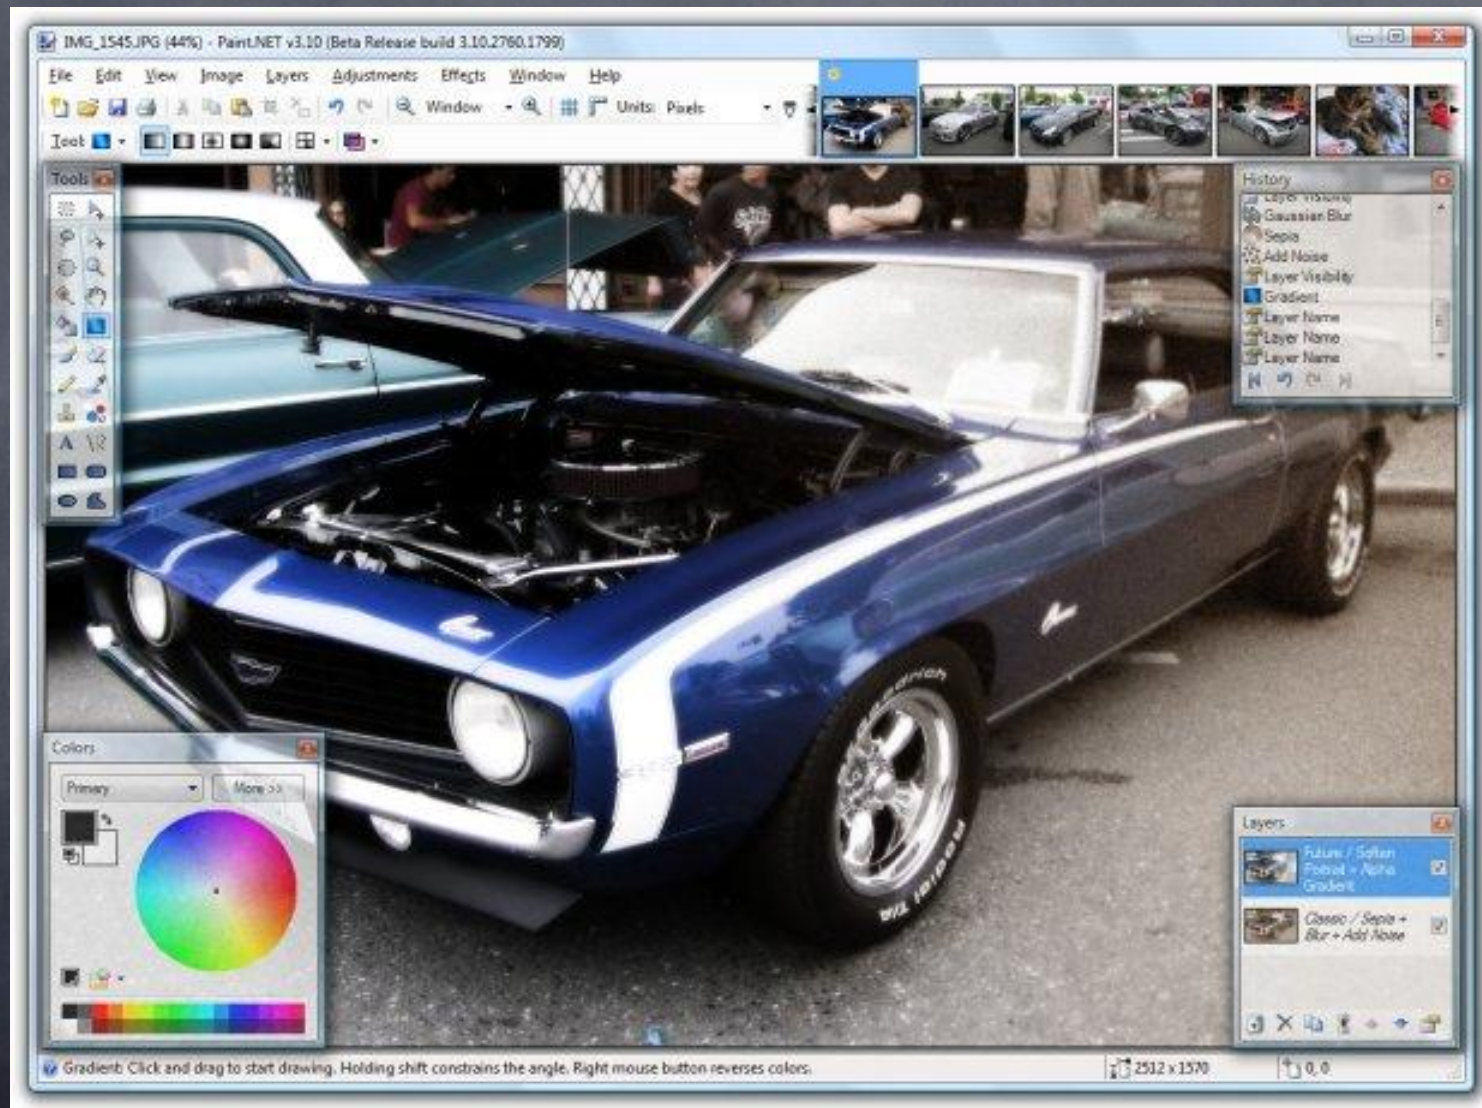 IMG_1545.JPG (44%) - Paint.NET v3.10 (Beta Release build 3.10.2760.1799)
File Edit View Image Layers Adjustments Effects Window Help
Window Units: Pixels
Tool:
Tools
History
Layer Visibility
Gaussian Blur
Sepia
Add Noise
Layer Visibility
Gradient
Layer Name
Layer Name
Layer Name
Colors
Primary More >>
Radial T/A
Layers
Future / Soften
Portrait + Alpha
Gradient
Classic / Sepia +
Blur + Add Noise
Gradient: Click and drag to start drawing. Holding shift constrains the angle. Right mouse button reverses colors.
2512 x 1570
0, 0